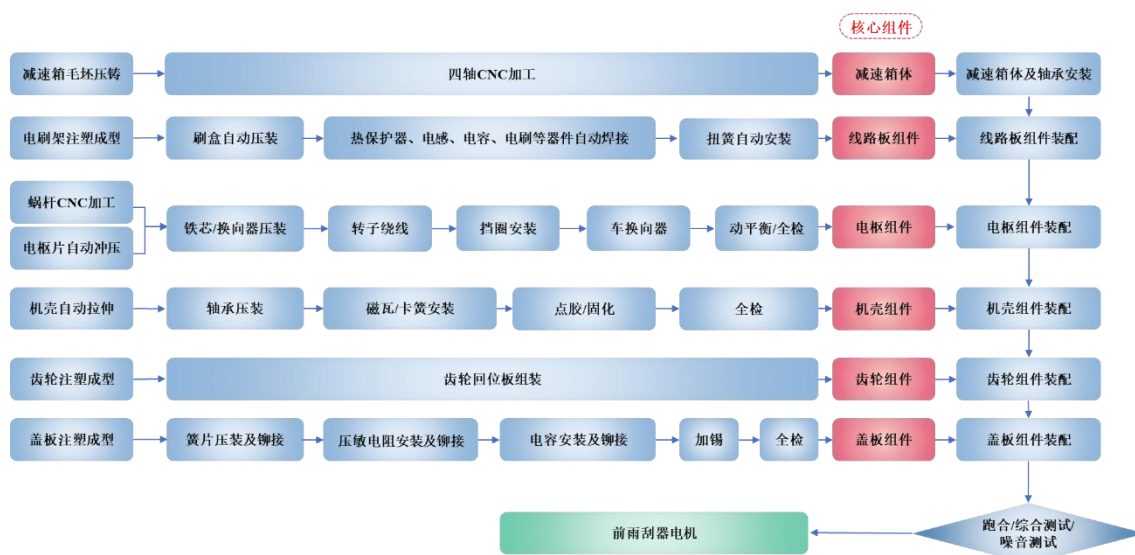 核心组件
减速箱毛坯压铸
四轴CNC加工
减速箱体
减速箱体及轴承安装
电刷架注塑成型
刷盒自动压装
热保护器、电感、电容、电刷等器件自动焊接
扭簧自动安装
线路板组件
线路板组件装配
蜗杆CNC加工
电枢片自动冲压
铁芯/换向器压装
转子绕线
挡圈安装
车换向器
动平衡/全检
电枢组件
电枢组件装配
机壳自动拉伸
轴承压装
磁瓦/卡簧安装
点胶/固化
全检
机壳组件
机壳组件装配
齿轮注塑成型
齿轮回位板组装
齿轮组件
齿轮组件装配
盖板注塑成型
簧片压装及铆接
压敏电阻安装及铆接
电容安装及铆接
加锡
全检
盖板组件
盖板组件装配
跑合/综合测试/
噪音测试
前雨刮器电机